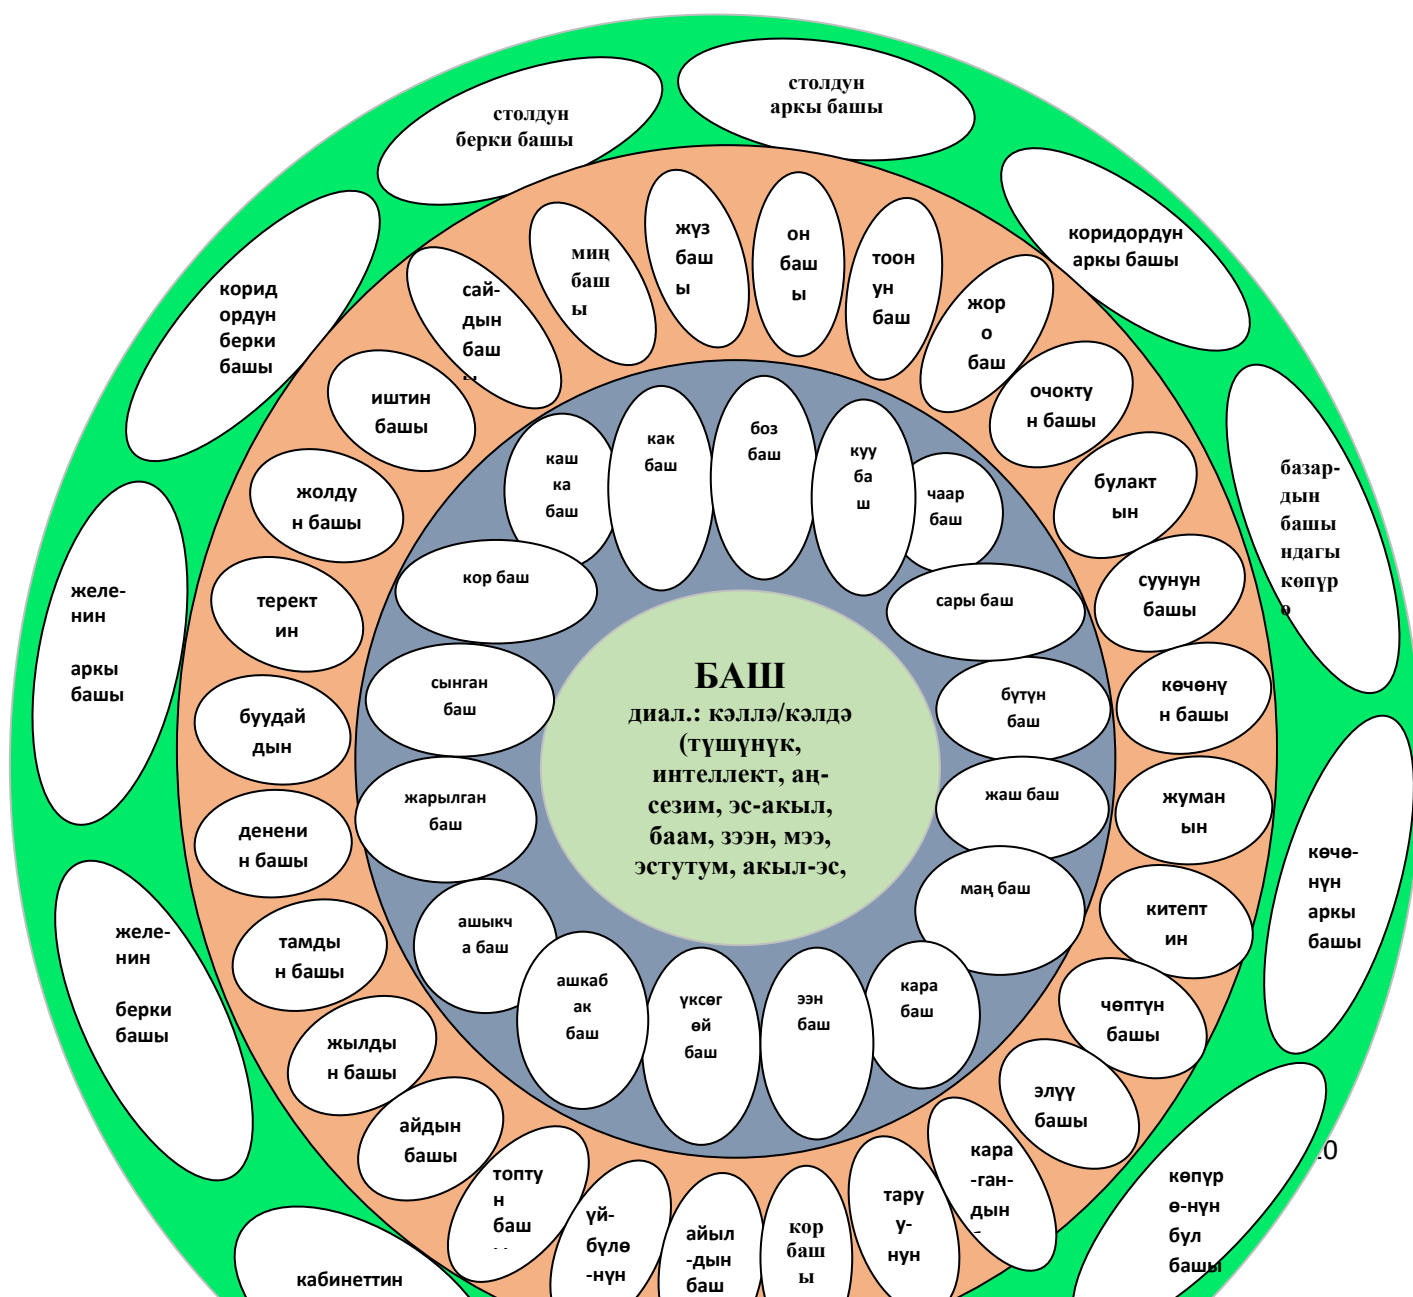 столдун
аркы башы
столдун
берки башы
коридордун
аркы башы
корид
ордун
берки
башы
базар-
дын
башы
ндагы
көпүр
желе-
нин
аркы
башы
көчө-
нүн
аркы
башы
желе-
нин
берки
башы
көпүр
ө-нүн
бул
башы
кабинеттин
миң
баш
ы
жүз
баш
ы
он
баш
ы
тоон
ун
баш
жор
о
баш
сай-
дын
баш
иштин
башы
очокту
н башы
жолду
н башы
булакт
ын
терект
ин
суунун
башы
буудай
дын
көчөнү
н башы
денени
н башы
жуман
ын
тамды
н башы
китепт
ин
жылды
н башы
чөптүн
башы
айдын
башы
элүү
башы
топту
н
баш
кара
-ган-
дын
үй-
бүлө
-нүн
айыл
-дын
баш
кор
баш
ы
тару
у-
нун
каш
ка
баш
как
баш
боз
баш
куу
ба
ш
чаар
баш
кор баш
сары баш
сынган
баш
бүтүн
баш
жарылган
баш
жаш баш
ашыкч
а баш
маң баш
ашкаб
ак
баш
үксөг
өй
баш
ээн
баш
кара
баш
БАШ
диал.: кәллә/кәлдә
(түшүнүк,
интеллект, аң-
сезим, эс-акыл,
баам, зээн, мээ,
эстутум, акыл-эс,